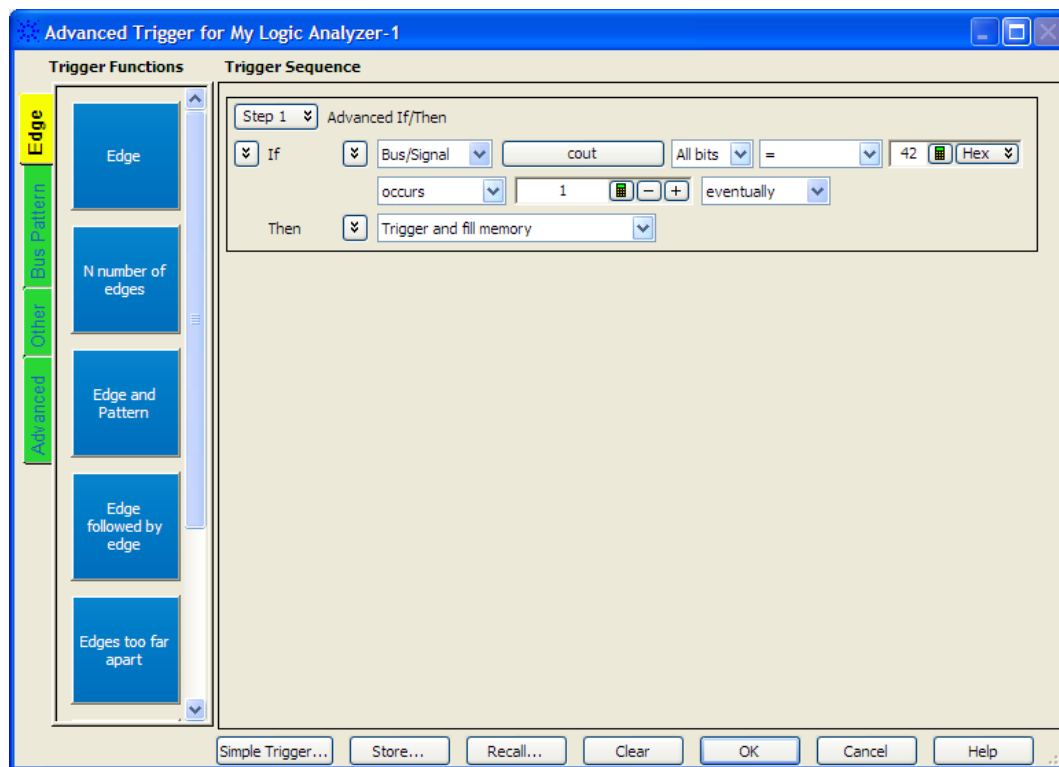 Advanced Trigger for My Logic Analyzer-1
Trigger Functions
Trigger Sequence
Edge
Bus Pattern
Other
Advanced
Edge
N number of
edges
Edge and
Pattern
Edge
followed by
edge
Edges too far
apart
Step 1 Advanced If/Then
If Bus/Signal cout All bits = 42 Hex
occurs 1 eventually
Then Trigger and fill memory
Simple Trigger... Store... Recall... Clear OK Cancel Help